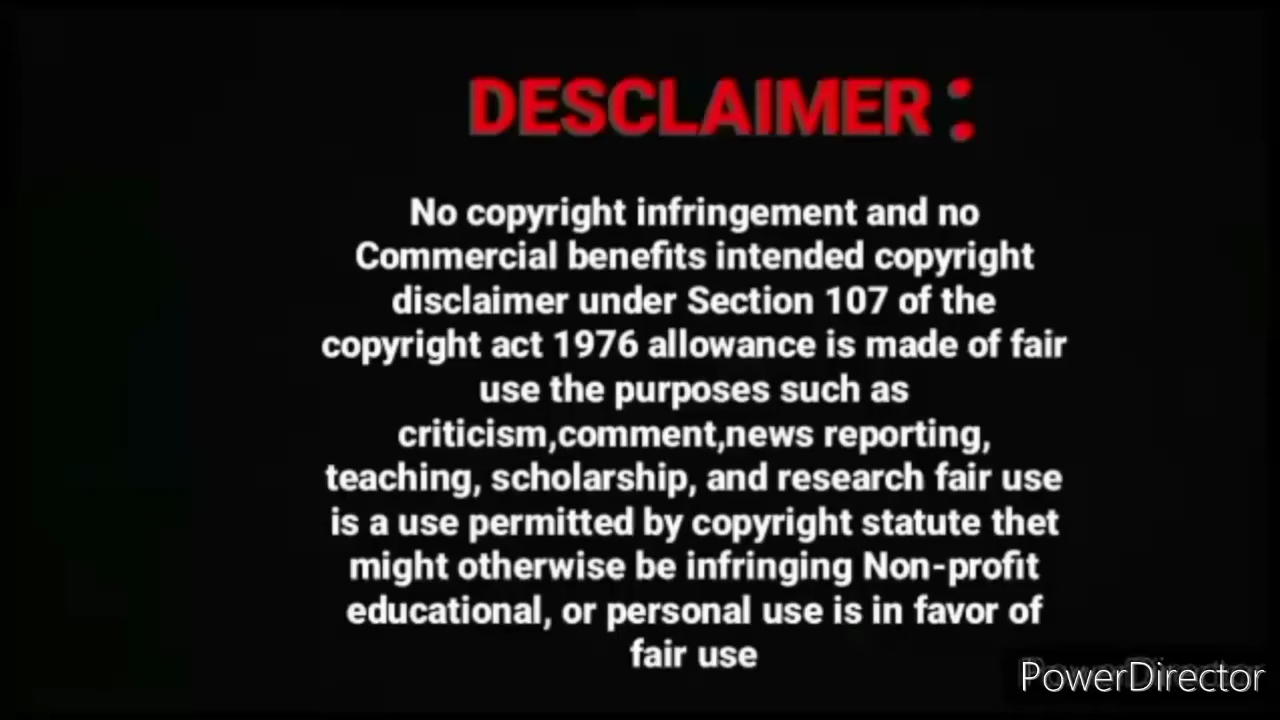 DESCLAIMER:
No copyright infringement and no
Commercial benefits intended copyright
disclaimer under Section 107 of the
copyright act 1976 allowance is made of fair
use the purposes such as
criticism,comment,news reporting,
teaching, scholarship, and research fair use
is a use permitted by copyright statute thet
might otherwise be infringing Non-profit
educational, or personal use is in favor of
fair use
PowerDirector